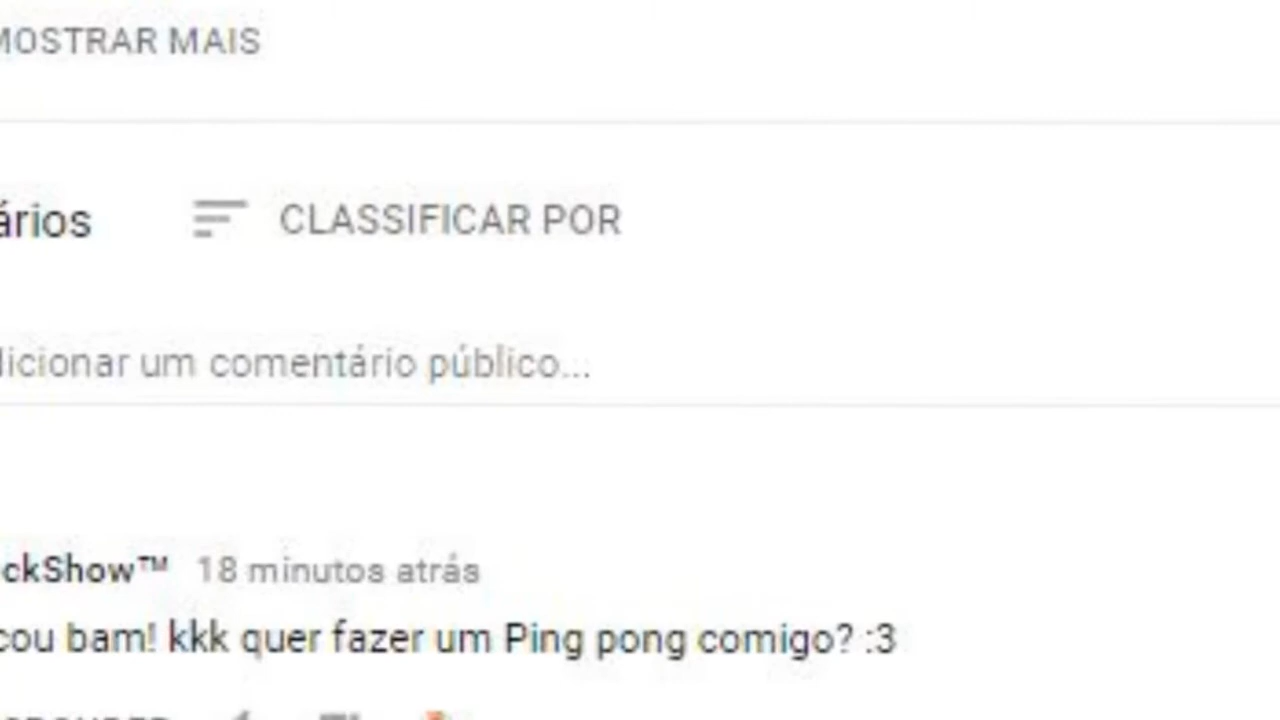 MOSTRAR MAIS
ários
CLASSIFICAR POR
licionar um comentário público...
ckShow™ 18 minutos atrás
cou bam! kkk quer fazer um Ping pong comigo? :3